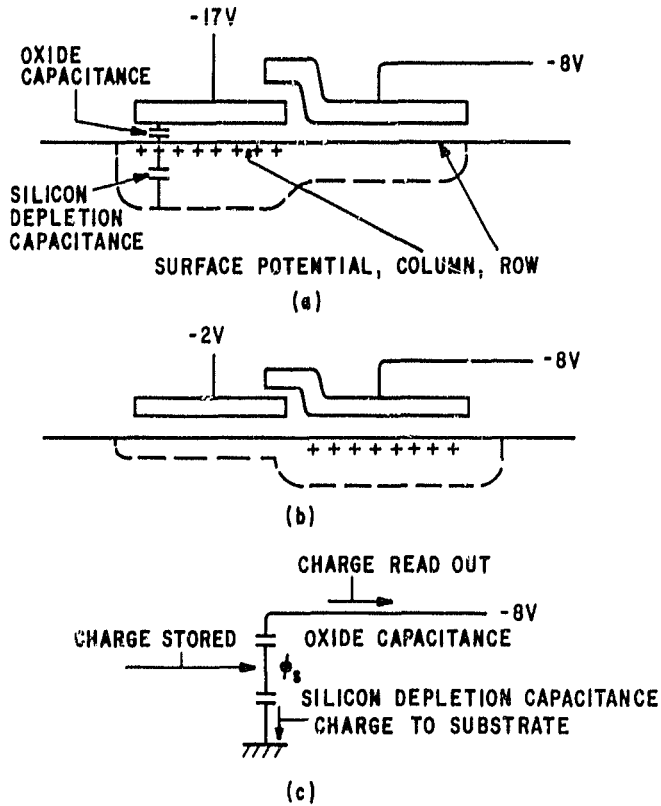 -17V
OXIDE
CAPACITANCE
-8V
+ + + + + + + +
SILICON
DEPLETION
CAPACITANCE
SURFACE POTENTIAL, COLUMN, ROW
(a)
-2V
-8V
+ + + + + + + +
(b)
CHARGE READ OUT
-8V
CHARGE STORED
OXIDE CAPACITANCE
ϕs
SILICON DEPLETION CAPACITANCE
CHARGE TO SUBSTRATE
(c)